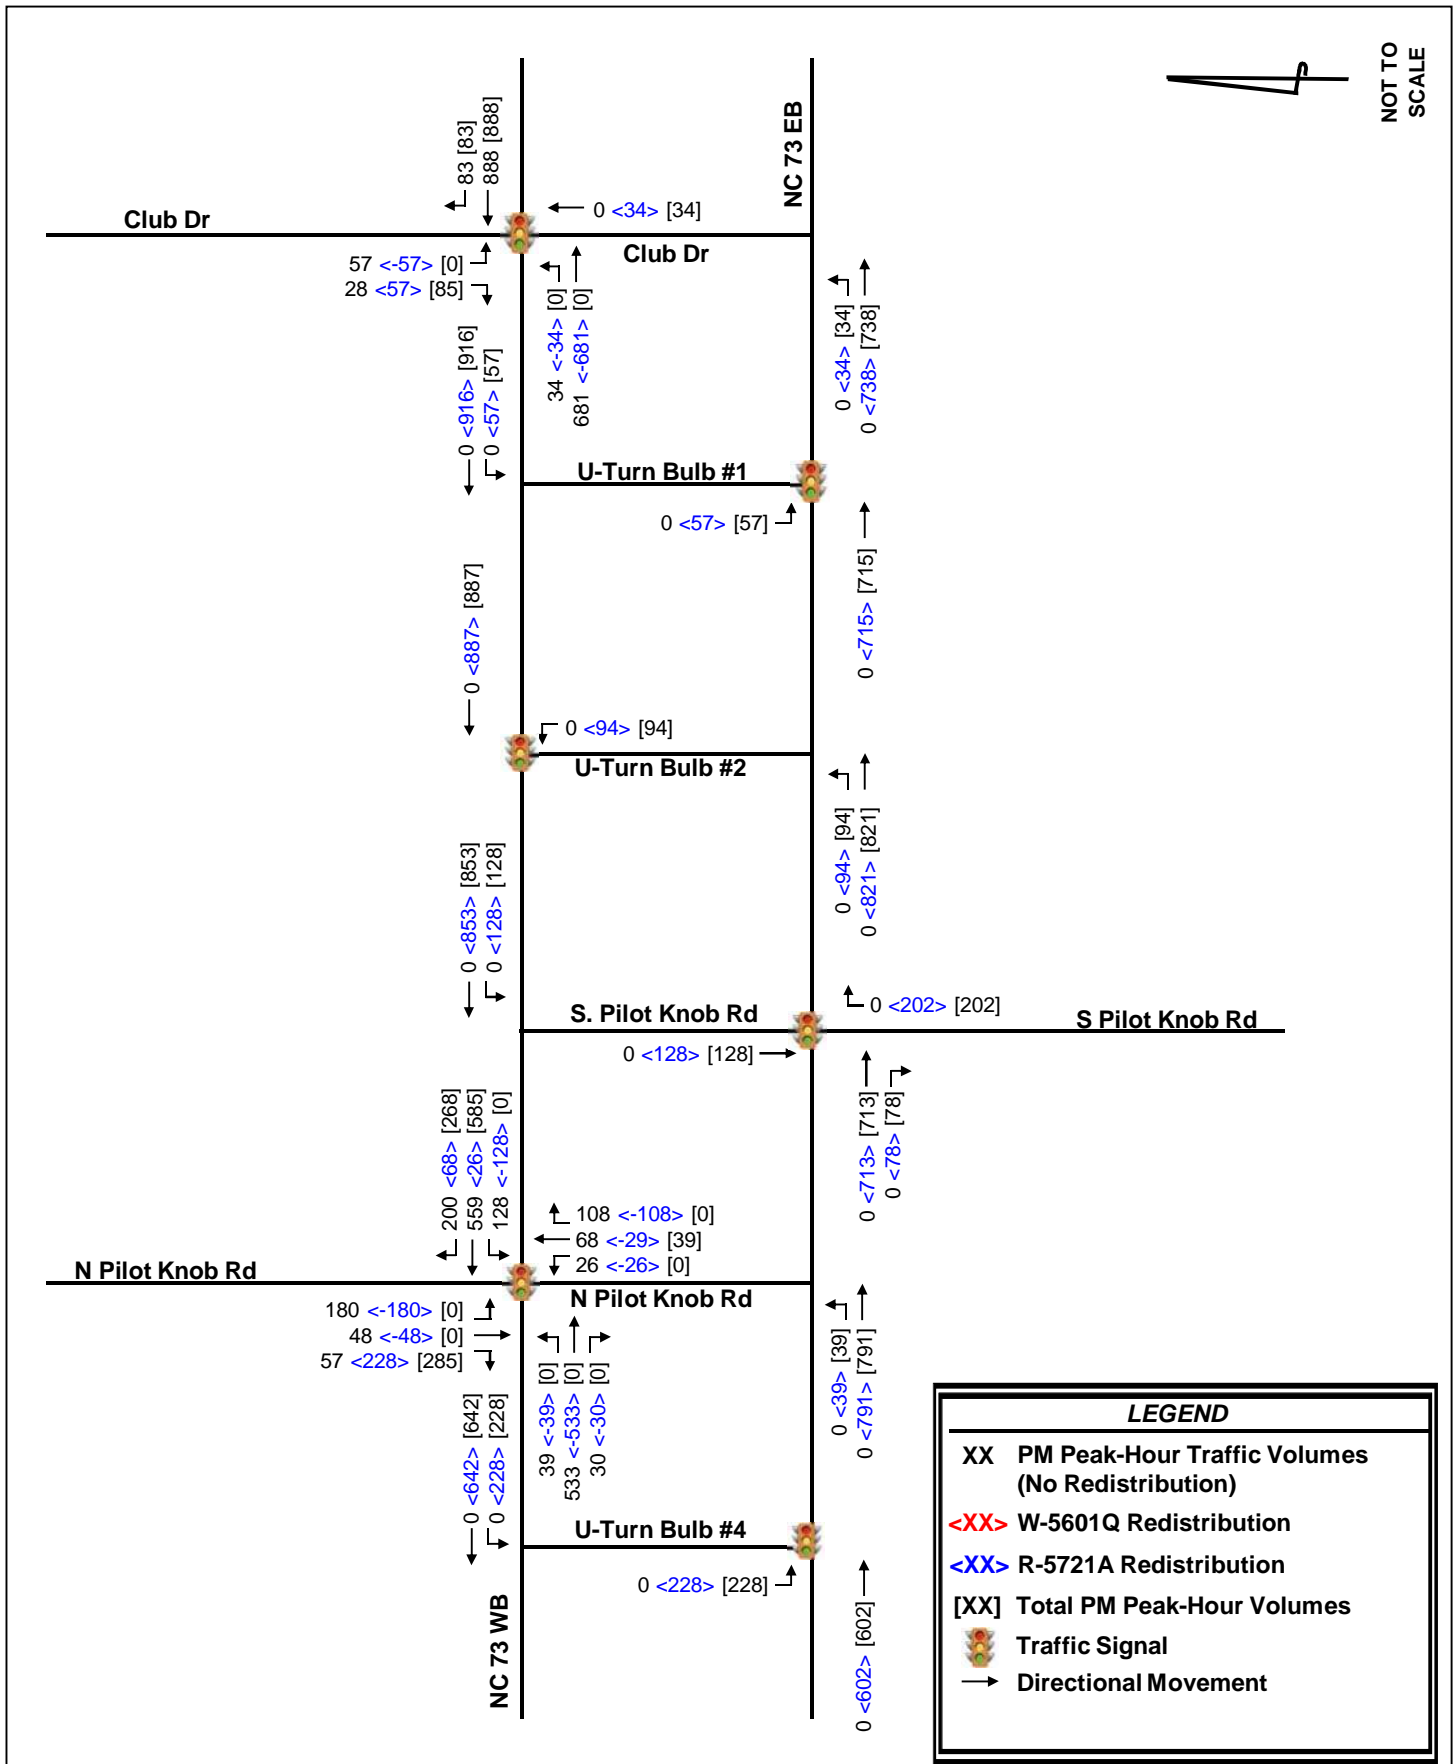 NOT TO
SCALE
NC 73 EB
83 [83]
888 [888]
Club Dr
0 <34> [34]
Club Dr
57 <-57> [0]
28 <57> [85]
34 <-34> [0]
681 <-681> [0]
0 <34> [34]
0 <738> [738]
0 <916> [916]
0 <57> [57]
U-Turn Bulb #1
0 <57> [57]
0 <715> [715]
0 <887> [887]
0 <94> [94]
U-Turn Bulb #2
0 <94> [94]
0 <821> [821]
0 <853> [853]
0 <128> [128]
S. Pilot Knob Rd
0 <202> [202]
S Pilot Knob Rd
0 <128> [128]
0 <713> [713]
0 <78> [78]
200 <68> [268]
559 <26> [585]
128 <-128> [0]
108 <-108> [0]
68 <-29> [39]
26 <-26> [0]
N Pilot Knob Rd
N Pilot Knob Rd
180 <-180> [0]
48 <-48> [0]
57 <228> [285]
39 <-39> [0]
533 <-533> [0]
30 <-30> [0]
0 <39> [39]
0 <791> [791]
0 <642> [642]
0 <228> [228]
U-Turn Bulb #4
0 <228> [228]
0 <602> [602]
NC 73 WB
LEGEND
XX PM Peak-Hour Traffic Volumes
(No Redistribution)
<XX> W-5601Q Redistribution
<XX> R-5721A Redistribution
[XX] Total PM Peak-Hour Volumes
Traffic Signal
Directional Movement